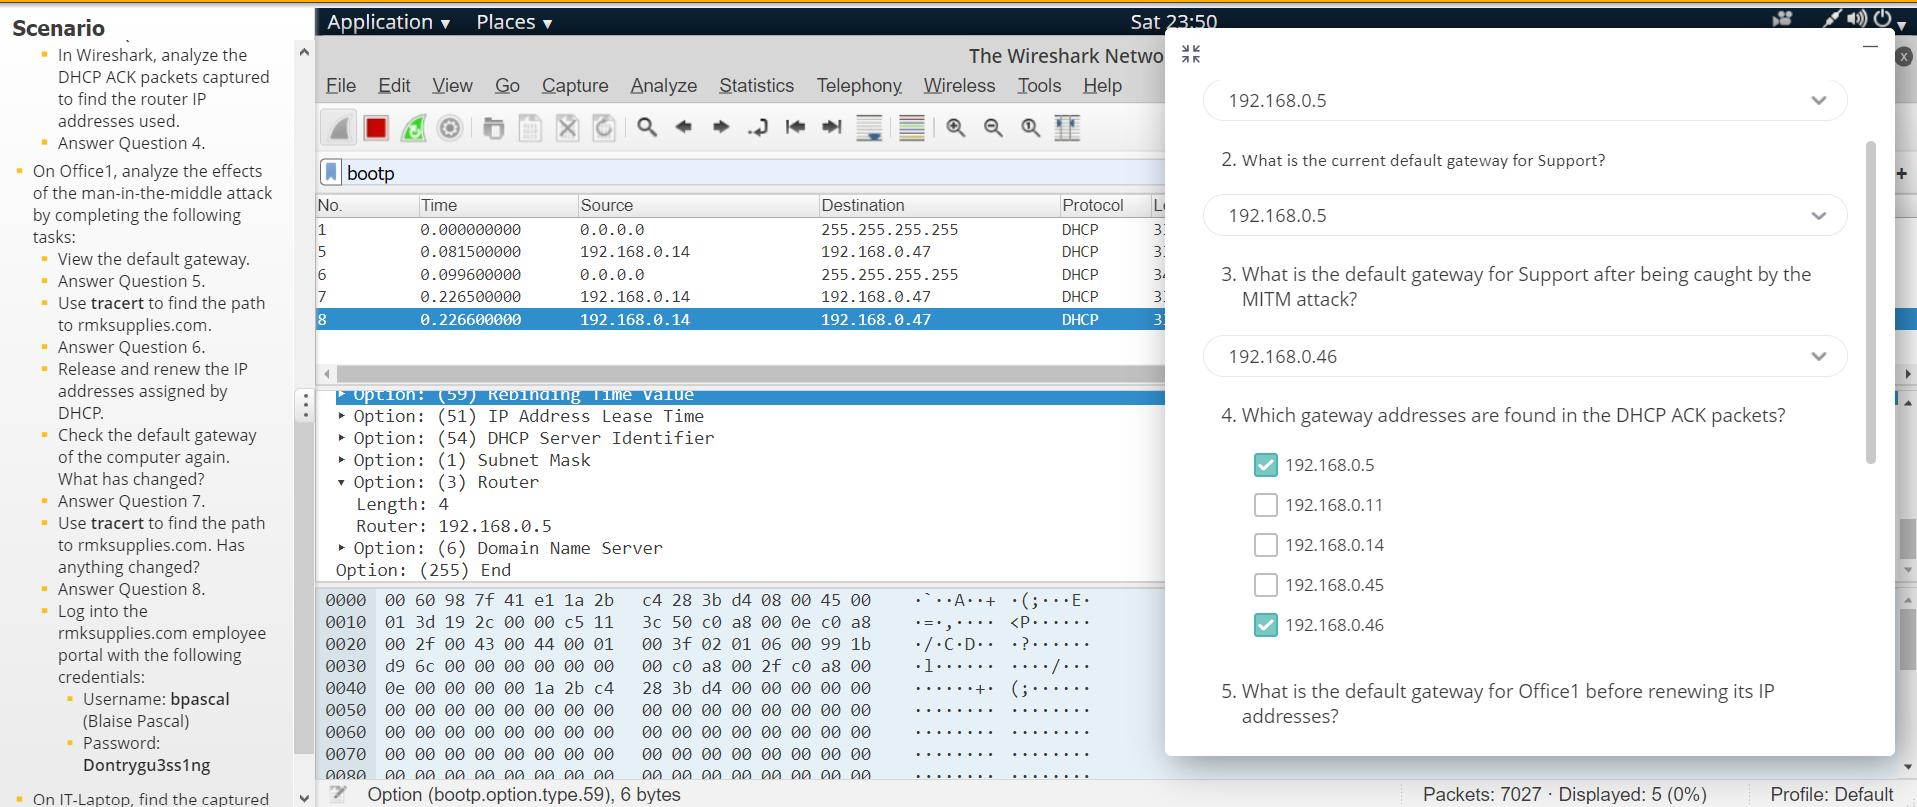 Scenario
In Wireshark, analyze the
DHCP ACK packets captured
to find the router IP
addresses used.
Answer Question 4.
On Office1, analyze the effects
of the man-in-the-middle attack
by completing the following
tasks:
View the default gateway.
Answer Question 5.
Use tracert to find the path
to rmksupplies.com.
Answer Question 6.
Release and renew the IP
addresses assigned by
DHCP.
Check the default gateway
of the computer again.
What has changed?
Answer Question 7.
Use tracert to find the path
to rmksupplies.com. Has
anything changed?
Answer Question 8.
Log into the
rmksupplies.com employee
portal with the following
credentials:
Username: bpascal
(Blaise Pascal)
Password:
Dontrygu3ss1ng
On IT-Laptop, find the captured
Application Places Sat 23:50
The Wireshark Netwo
File Edit View Go Capture Analyze Statistics Telephony Wireless Tools Help
bootp
No. Time Source Destination Protocol
1 0.000000000 0.0.0.0 255.255.255.255 DHCP
5 0.081500000 192.168.0.14 192.168.0.47 DHCP
6 0.099600000 0.0.0.0 255.255.255.255 DHCP
7 0.226500000 192.168.0.14 192.168.0.47 DHCP
8 0.226600000 192.168.0.14 192.168.0.47 DHCP
Option: (59) Rebinding Time Value
Option: (51) IP Address Lease Time
Option: (54) DHCP Server Identifier
Option: (1) Subnet Mask
Option: (3) Router
Length: 4
Router: 192.168.0.5
Option: (6) Domain Name Server
Option: (255) End
0000 00 60 98 7f 41 e1 1a 2b c4 28 3b d4 08 00 45 00 ·`··A··+ ·(;···E·
0010 01 3d 19 2c 00 00 c5 11 3c 50 c0 a8 00 0e c0 a8 ·=·,···· <P······
0020 00 2f 00 43 00 44 00 01 00 3f 02 01 06 00 99 1b ·/·C·D·· ·?······
0030 d9 6c 00 00 00 00 00 00 00 c0 a8 00 2f c0 a8 00 ·l······ ····/···
0040 0e 00 00 00 00 1a 2b c4 28 3b d4 00 00 00 00 00 ······+· (;······
0050 00 00 00 00 00 00 00 00 00 00 00 00 00 00 00 00 ········ ········
0060 00 00 00 00 00 00 00 00 00 00 00 00 00 00 00 00 ········ ········
0070 00 00 00 00 00 00 00 00 00 00 00 00 00 00 00 00 ········ ········
0080 00 00 00 00 00 00 00 00 00 00 00 00 00 00 00 00 ········ ········
Option (bootp.option.type.59), 6 bytes
Packets: 7027 · Displayed: 5 (0%)
Profile: Default
192.168.0.5
2. What is the current default gateway for Support?
192.168.0.5
3. What is the default gateway for Support after being caught by the
MITM attack?
192.168.0.46
4. Which gateway addresses are found in the DHCP ACK packets?
192.168.0.5
192.168.0.11
192.168.0.14
192.168.0.45
192.168.0.46
5. What is the default gateway for Office1 before renewing its IP
addresses?